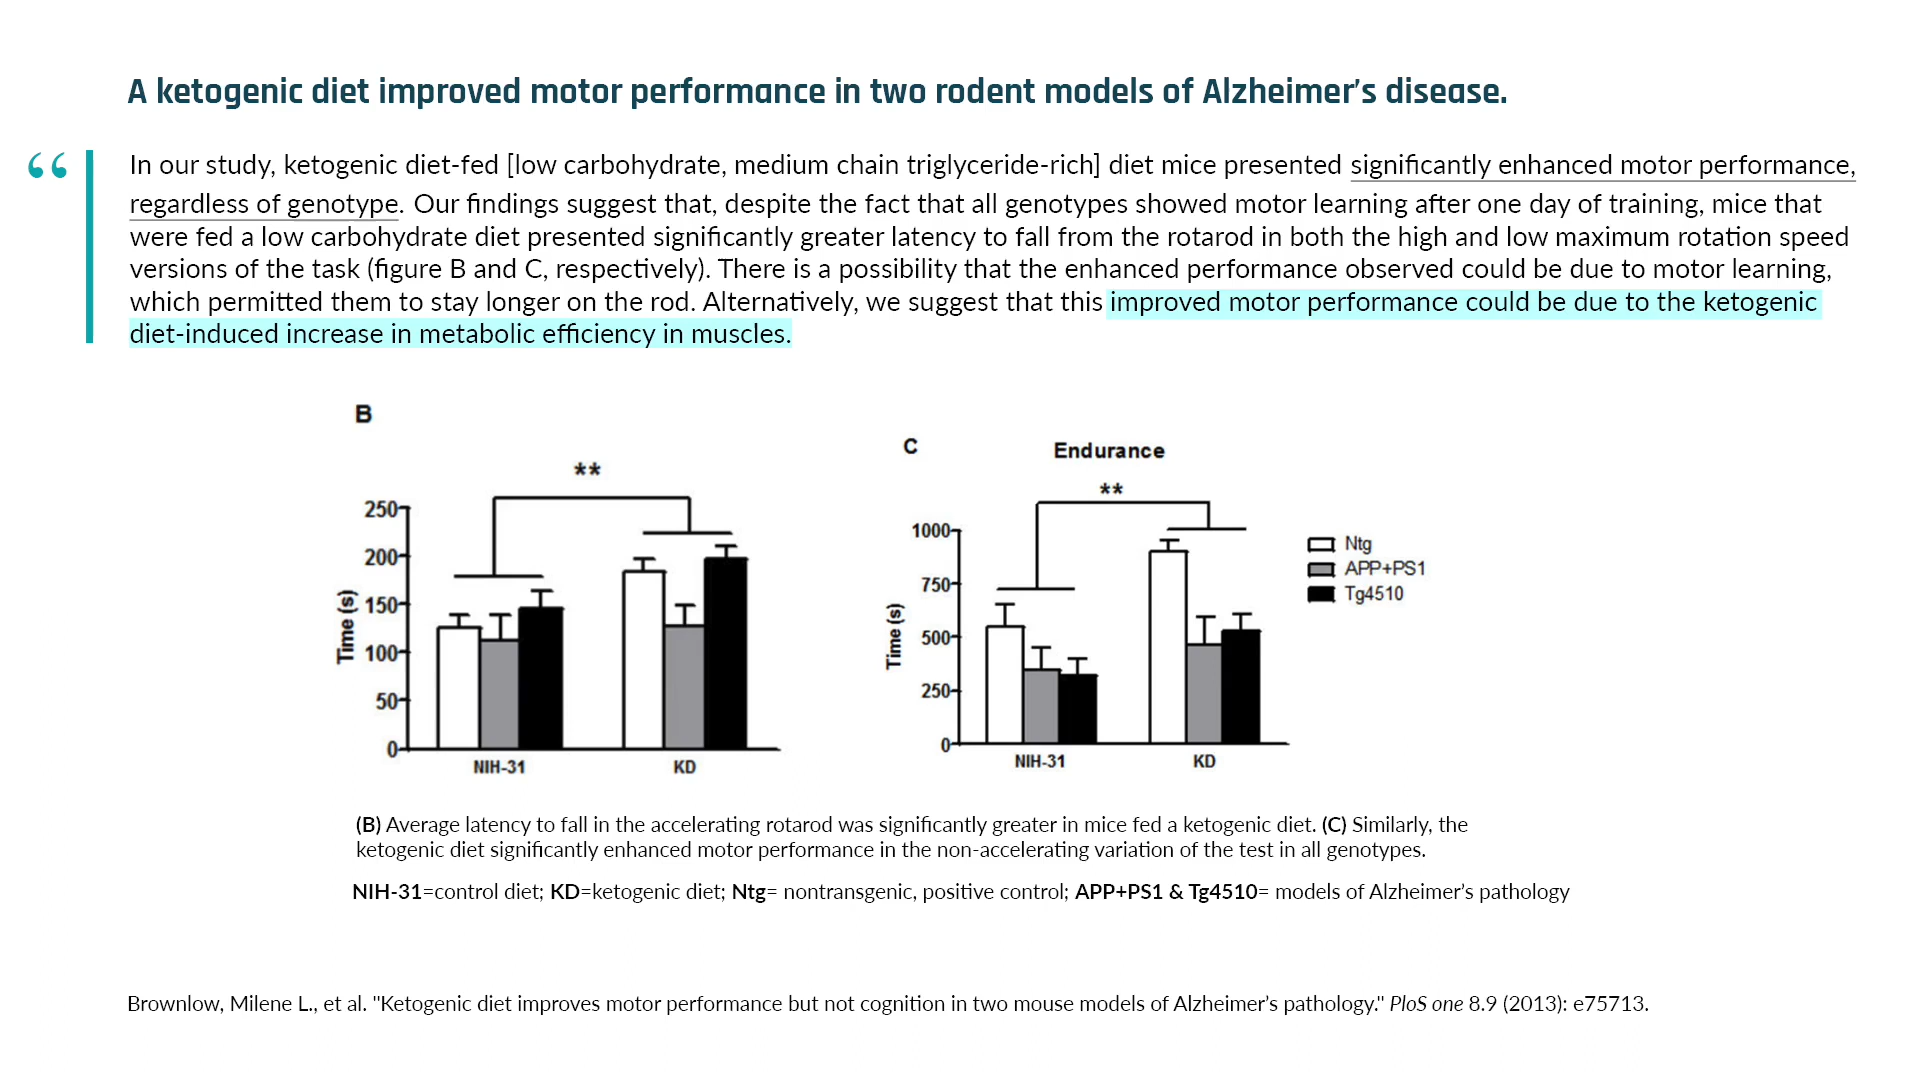 A ketogenic diet improved motor performance in two rodent models of Alzheimer’s disease.
“
In our study, ketogenic diet-fed [low carbohydrate, medium chain triglyceride-rich] diet mice presented significantly enhanced motor performance,
regardless of genotype. Our findings suggest that, despite the fact that all genotypes showed motor learning after one day of training, mice that
were fed a low carbohydrate diet presented significantly greater latency to fall from the rotarod in both the high and low maximum rotation speed
versions of the task (figure B and C, respectively). There is a possibility that the enhanced performance observed could be due to motor learning,
which permitted them to stay longer on the rod. Alternatively, we suggest that this improved motor performance could be due to the ketogenic
diet-induced increase in metabolic efficiency in muscles.
B
**
250
200
150
100
50
0
Time (s)
NIH-31 KD
C
Endurance
**
1000
750
500
250
0
Time (s)
NIH-31 KD
Ntg
APP+PS1
Tg4510
(B) Average latency to fall in the accelerating rotarod was significantly greater in mice fed a ketogenic diet. (C) Similarly, the
ketogenic diet significantly enhanced motor performance in the non-accelerating variation of the test in all genotypes.
NIH-31=control diet; KD=ketogenic diet; Ntg= nontransgenic, positive control; APP+PS1 & Tg4510= models of Alzheimer’s pathology
Brownlow, Milene L., et al. "Ketogenic diet improves motor performance but not cognition in two mouse models of Alzheimer’s pathology." PloS one 8.9 (2013): e75713.